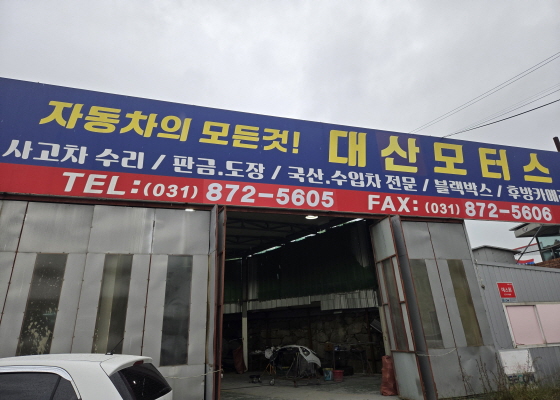 자동차의 모든것! 대산모터스
사고차 수리 / 판금.도장 / 국산.수입차 전문 / 블랙박스 / 후방카메라
TEL:(031) 872-5605 FAX:(031) 872-5606